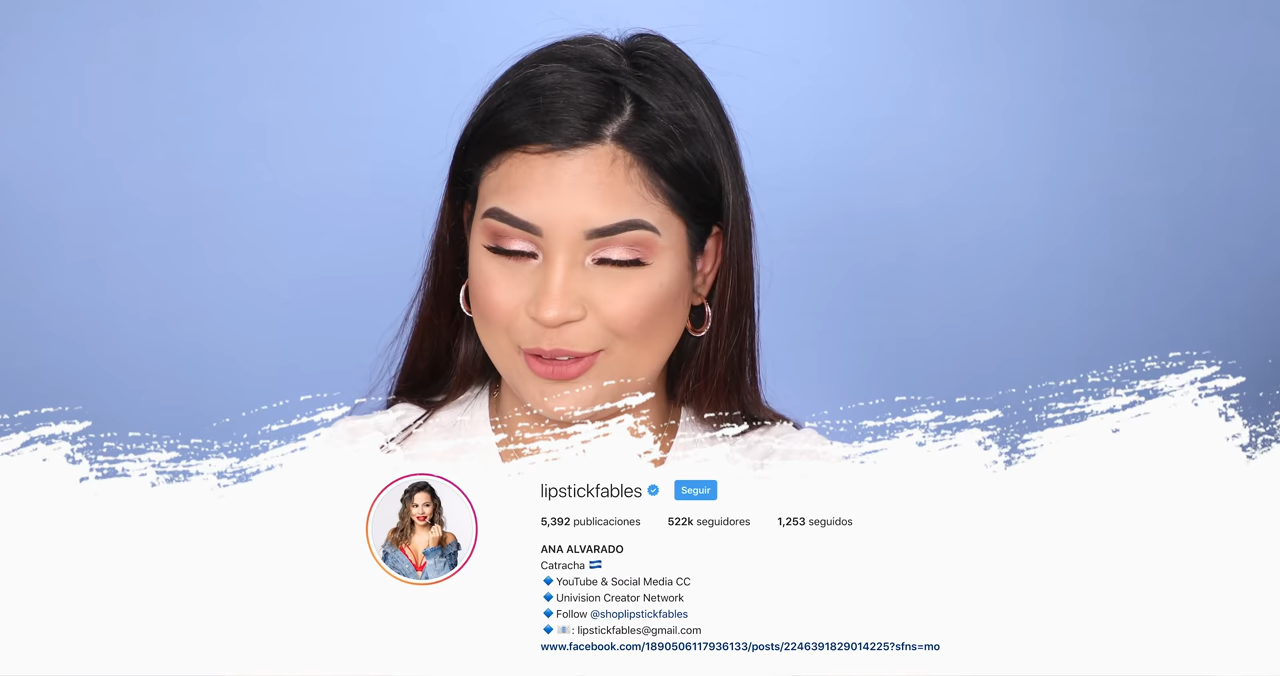 lipstickfables Seguir
5,392 publicaciones 522k seguidores 1,253 seguidos
ANA ALVARADO
Catracha
YouTube & Social Media CC
Univision Creator Network
Follow @shoplipstickfables
: lipstickfables@gmail.com
www.facebook.com/1890506117936133/posts/2246391829014225?sfns=mo